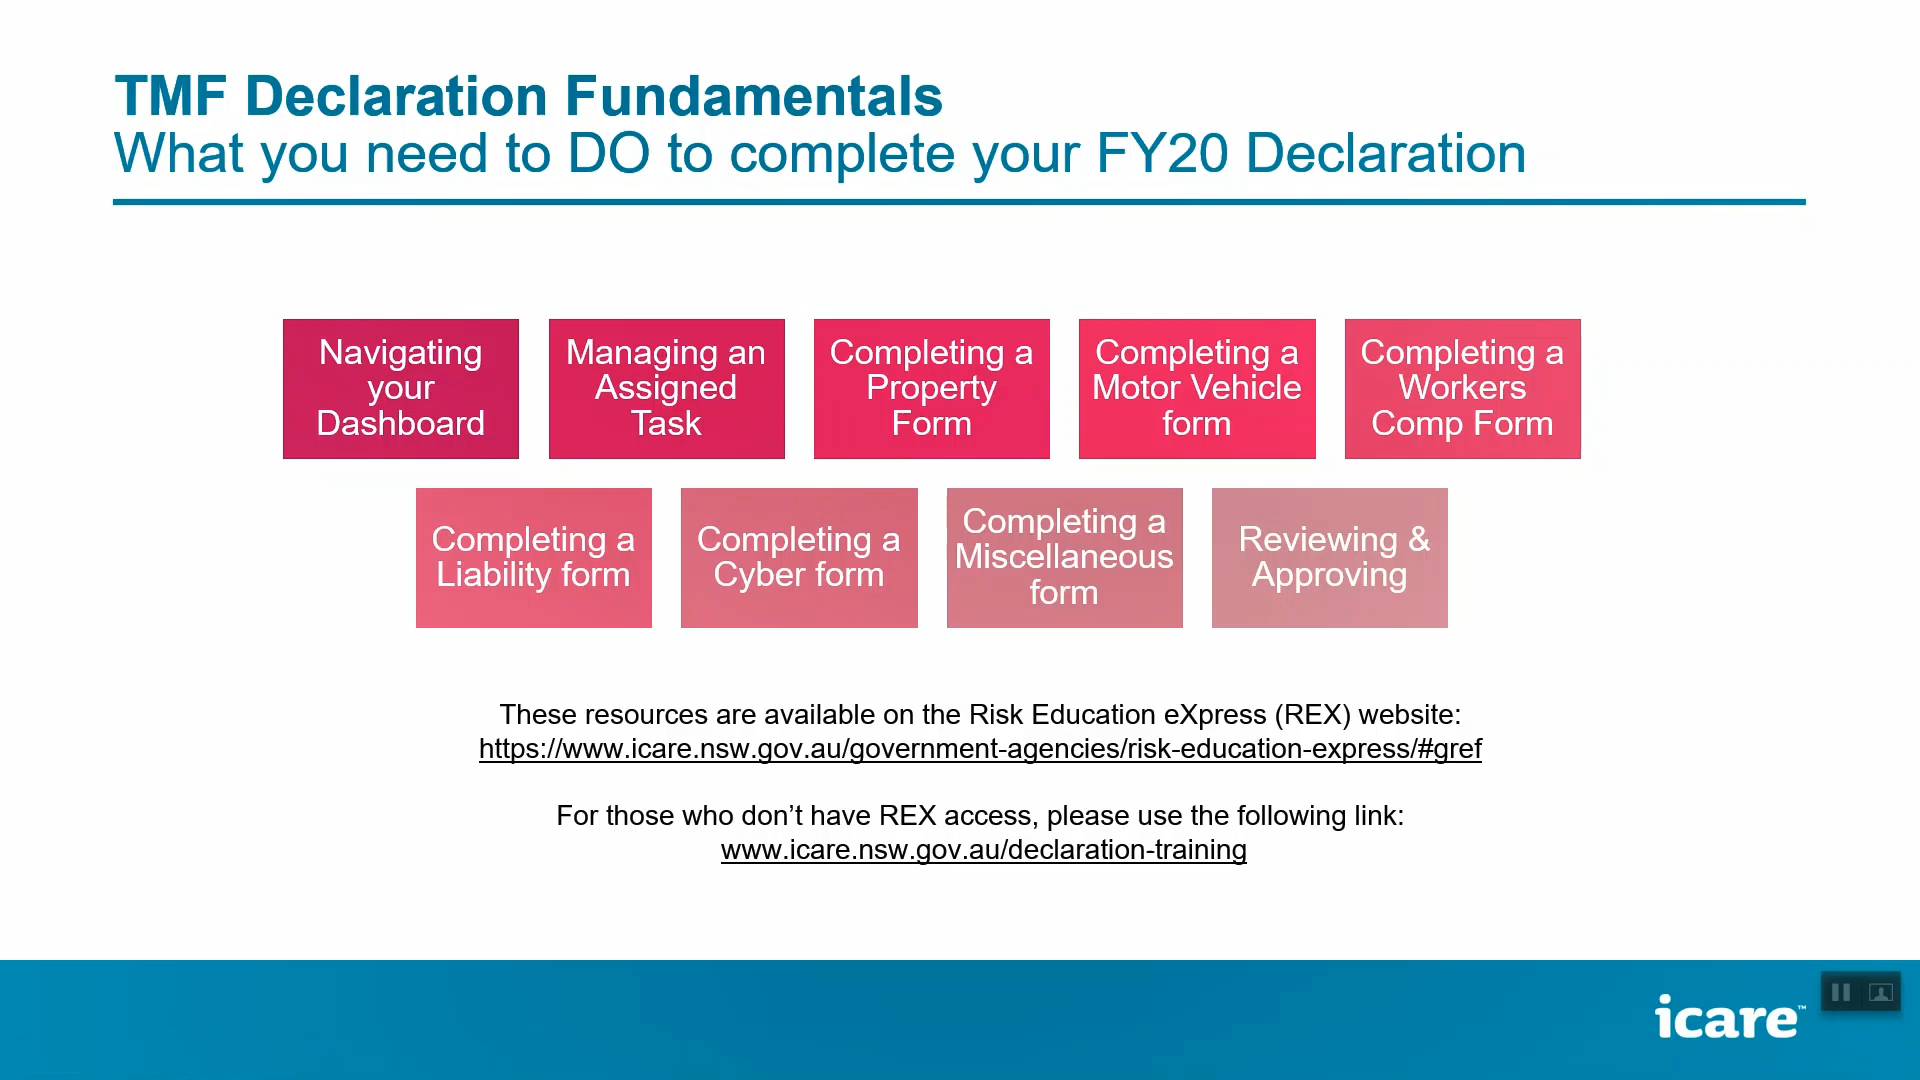 TMF Declaration Fundamentals
What you need to DO to complete your FY20 Declaration
Navigating
your
Dashboard
Managing an
Assigned
Task
Completing a
Property
Form
Completing a
Motor Vehicle
form
Completing a
Workers
Comp Form
Completing a
Liability form
Completing a
Cyber form
Completing a
Miscellaneous
form
Reviewing &
Approving
These resources are available on the Risk Education eXpress (REX) website:
https://www.icare.nsw.gov.au/government-agencies/risk-education-express/#gref
For those who don’t have REX access, please use the following link:
www.icare.nsw.gov.au/declaration-training
icare™